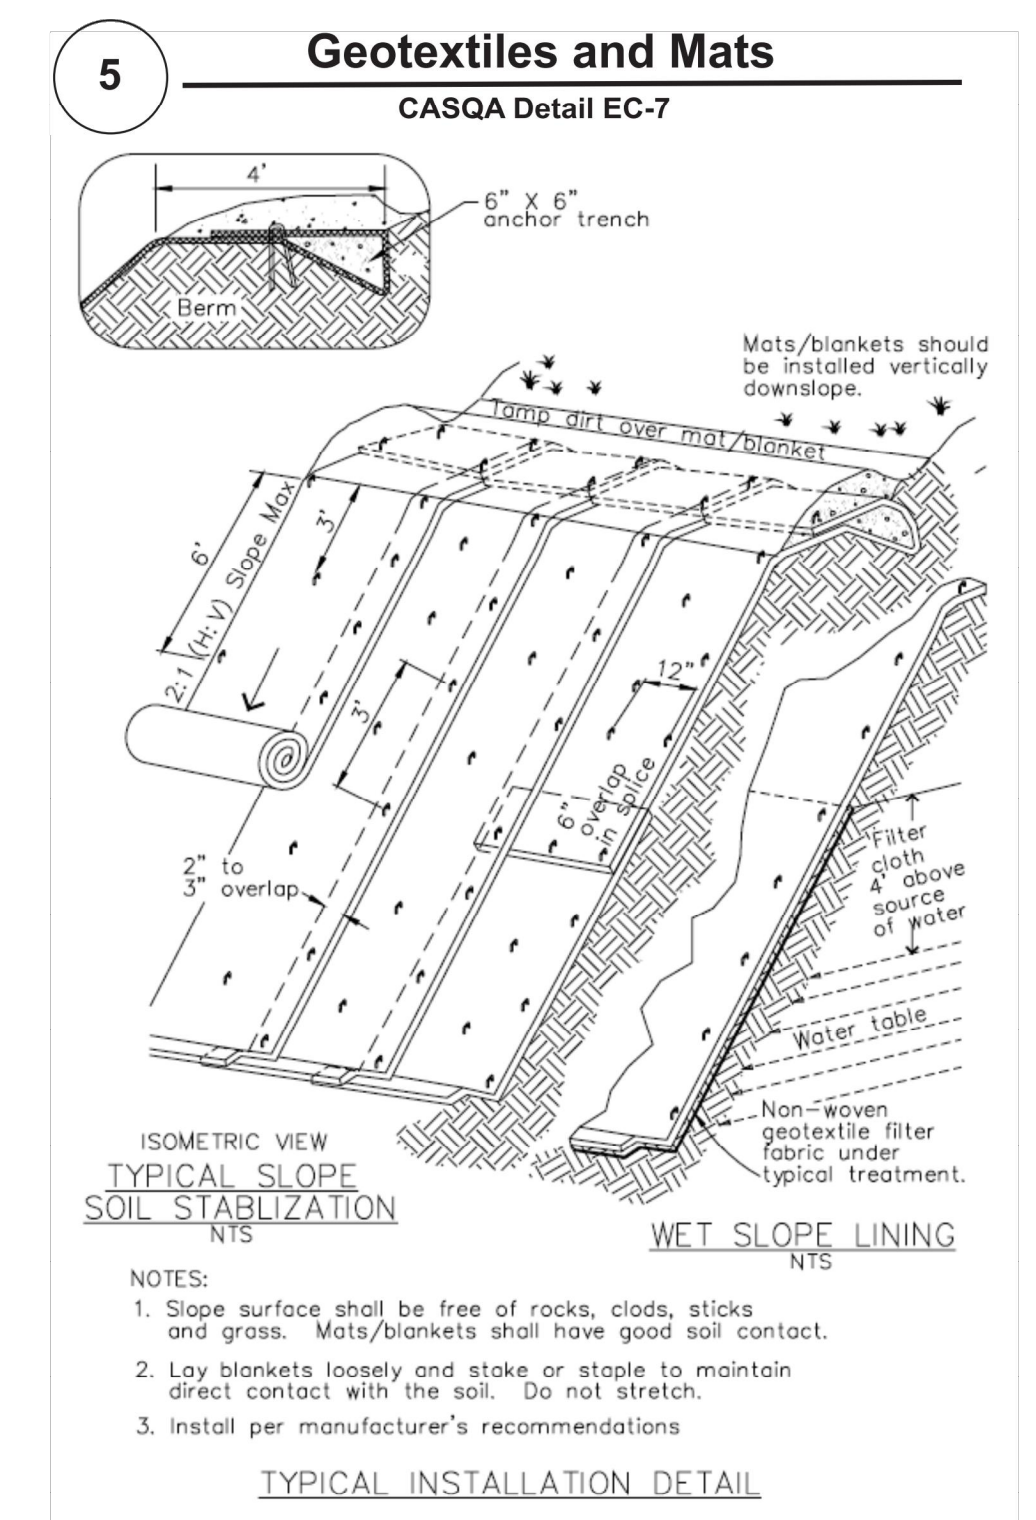 5
Geotextiles and Mats
CASQA Detail EC-7
4'
6" X 6"
anchor trench
Berm
Mats/blankets should
be installed vertically
downslope.
Tamp dirt over mat/blanket
6'
2:1 (H:V) Slope Max
3'
3'
12"
6"
overlap
in splice
2" to
3" overlap
Filter
cloth
4' above
source
of water
Water table
Non-woven
geotextile filter
fabric under
typical treatment.
ISOMETRIC VIEW
TYPICAL SLOPE
SOIL STABLIZATION
NTS
WET SLOPE LINING
NTS
NOTES:
1. Slope surface shall be free of rocks, clods, sticks
and grass. Mats/blankets shall have good soil contact.
2. Lay blankets loosely and stake or staple to maintain
direct contact with the soil. Do not stretch.
3. Install per manufacturer's recommendations
TYPICAL INSTALLATION DETAIL